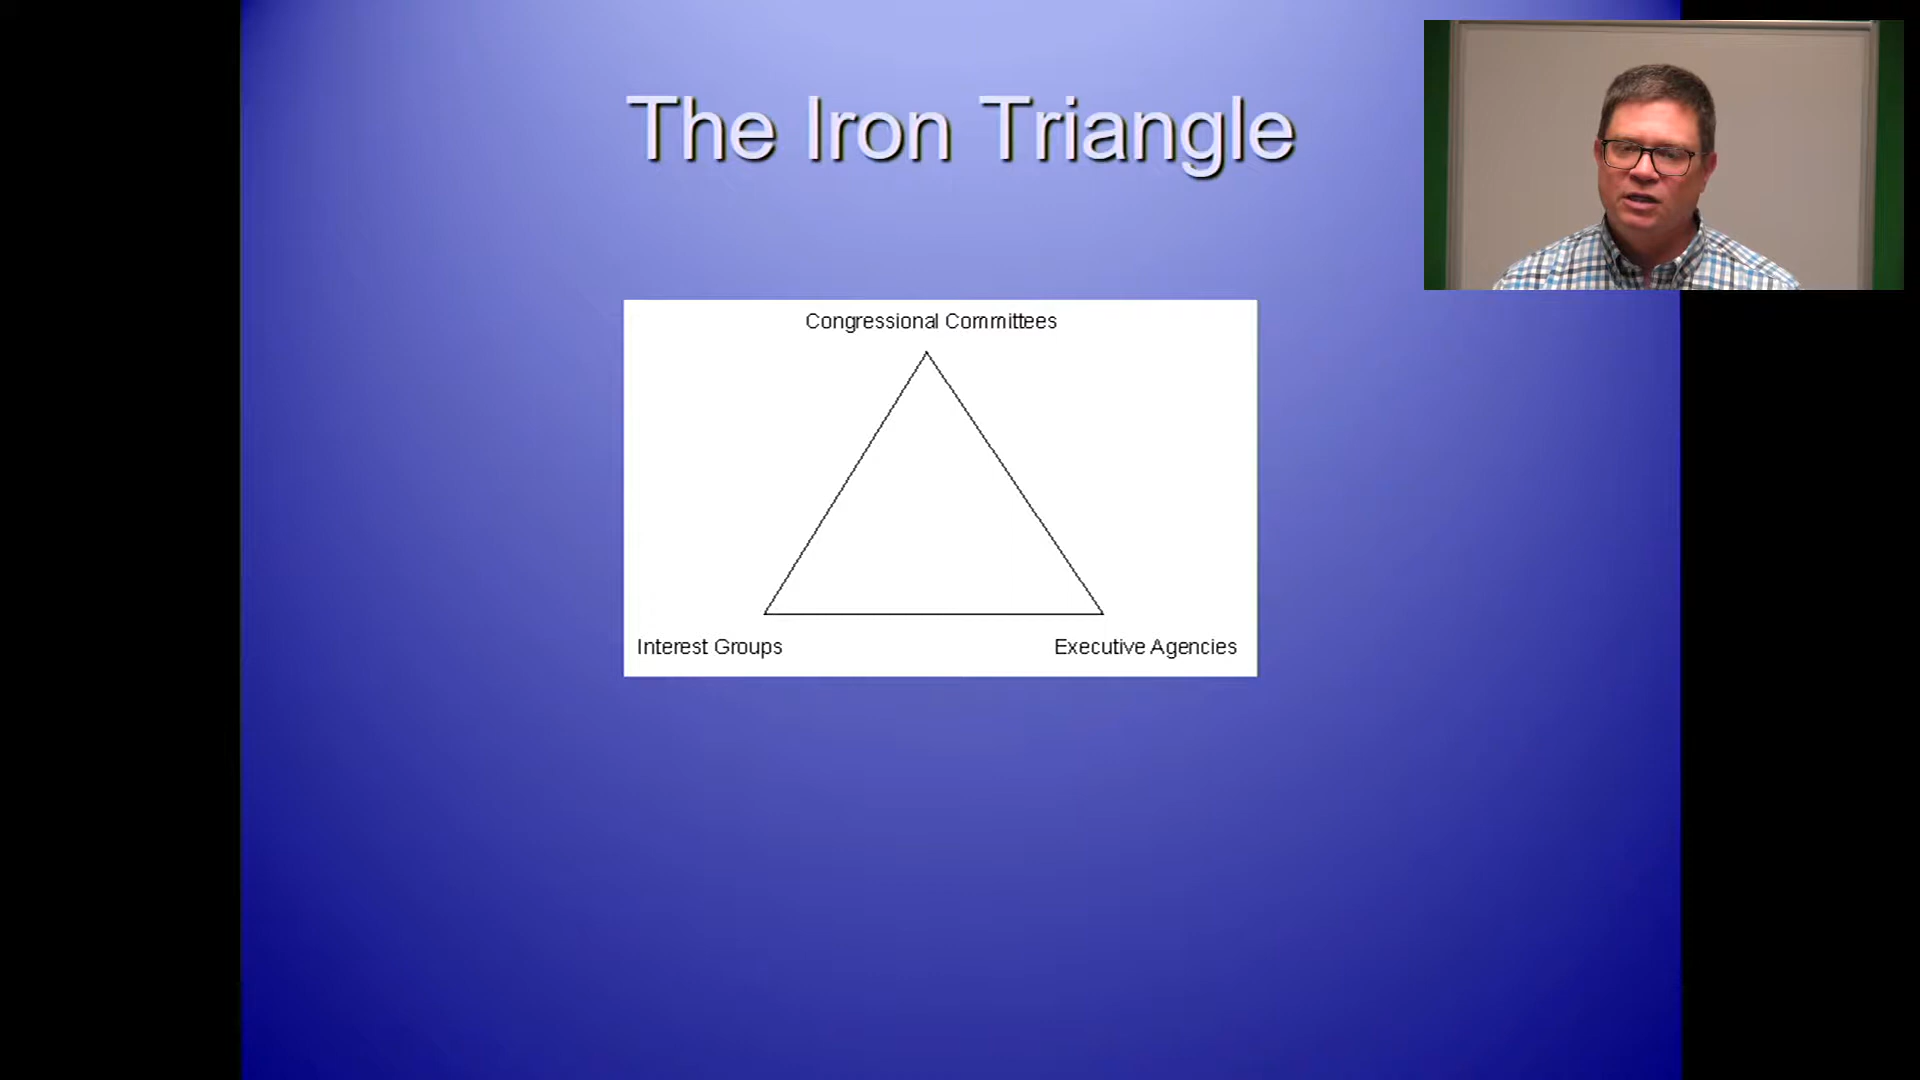 The Iron Triangle
Congressional Committees
Interest Groups
Executive Agencies